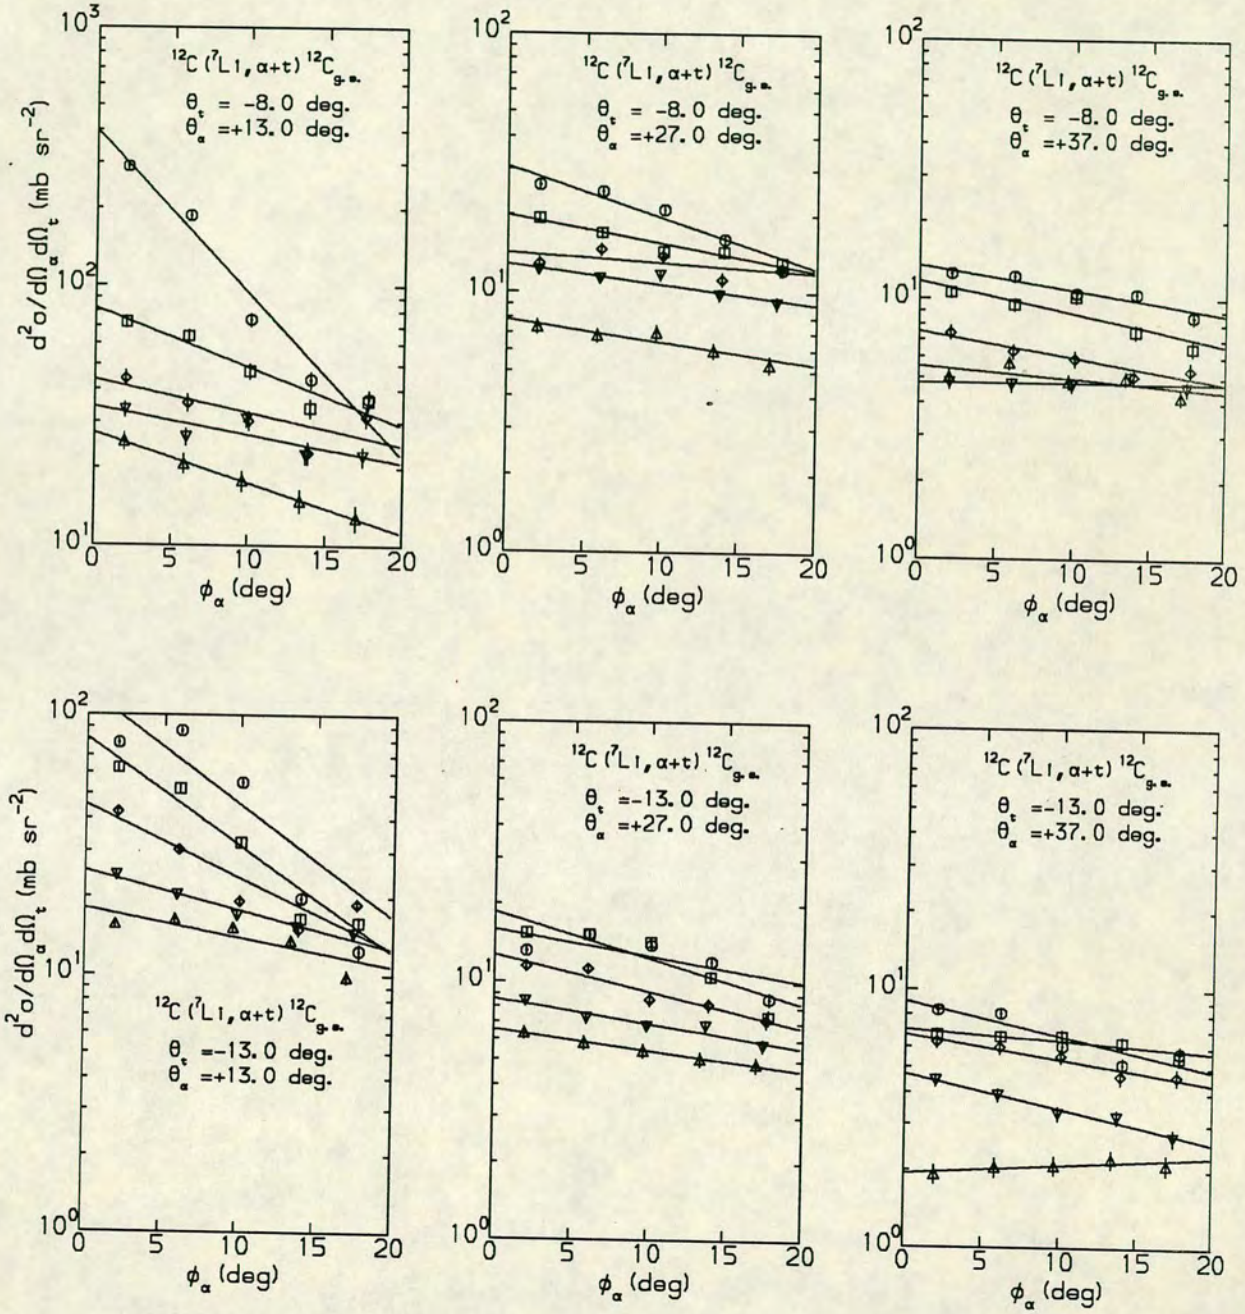 10³
¹²C (⁷Li, α+t) ¹²C g.s.
θt = -8.0 deg.
θα =+13.0 deg.
d²σ/dΩα dΩt (mb sr⁻²)
10²
10¹
0 5 10 15 20
φα (deg)
10²
¹²C (⁷Li, α+t) ¹²C g.s.
θt = -8.0 deg.
θα =+27.0 deg.
10¹
10⁰
0 5 10 15 20
φα (deg)
10²
¹²C (⁷Li, α+t) ¹²C g.s.
θt = -8.0 deg.
θα =+37.0 deg.
10¹
10⁰
0 5 10 15 20
φα (deg)
10²
d²σ/dΩα dΩt (mb sr⁻²)
10¹
¹²C (⁷Li, α+t) ¹²C g.s.
θt =-13.0 deg.
θα =+13.0 deg.
10⁰
0 5 10 15 20
φα (deg)
10²
¹²C (⁷Li, α+t) ¹²C g.s.
θt =-13.0 deg.
θα =+27.0 deg.
10¹
10⁰
0 5 10 15 20
φα (deg)
10²
¹²C (⁷Li, α+t) ¹²C g.s.
θt =-13.0 deg.
θα =+37.0 deg.
10¹
10⁰
0 5 10 15 20
φα (deg)